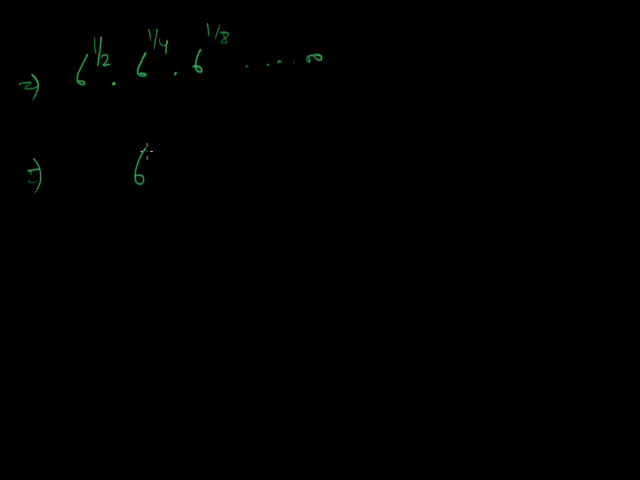 ⇒) 6^1/2 . 6^1/4 . 6^1/8 . . . . . ∞
⇒) 6